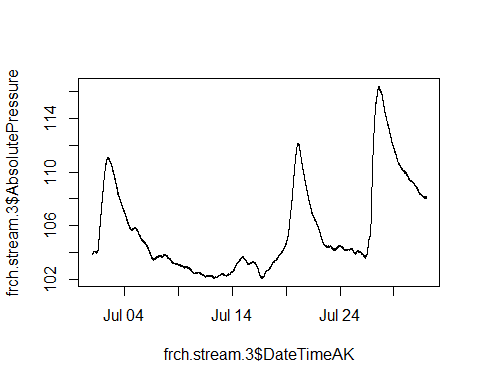 frch.stream.3$AbsolutePressure
114
110
106
102
Jul 04
Jul 14
Jul 24
frch.stream.3$DateTimeAK